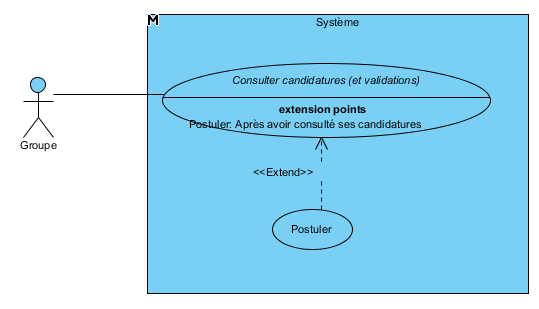 M
Système
Consulter candidatures (et validations)
extension points
Postuler: Après avoir consulté ses candidatures
Groupe
<<Extend>>
Postuler